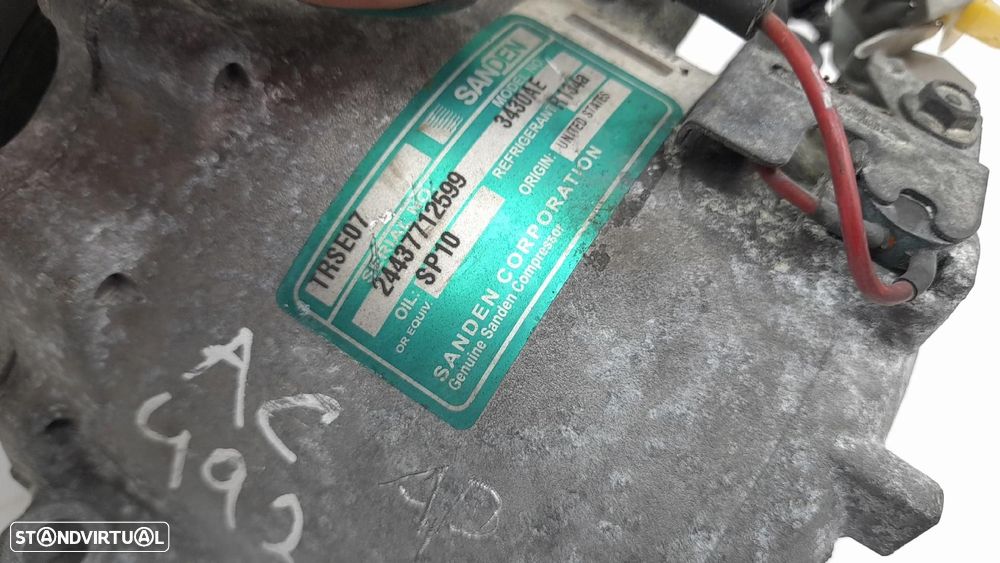 SANDEN
MODEL NO.
TRSE07 3430AE
SERIAL NO. REFRIGERANT R134a
24437712599
OIL: SP10 ORIGIN: UNITED STATES
OR EQUIV.
SANDEN CORPORATION
Genuine Sanden Compressor
AC
492
STANDVIRTUAL